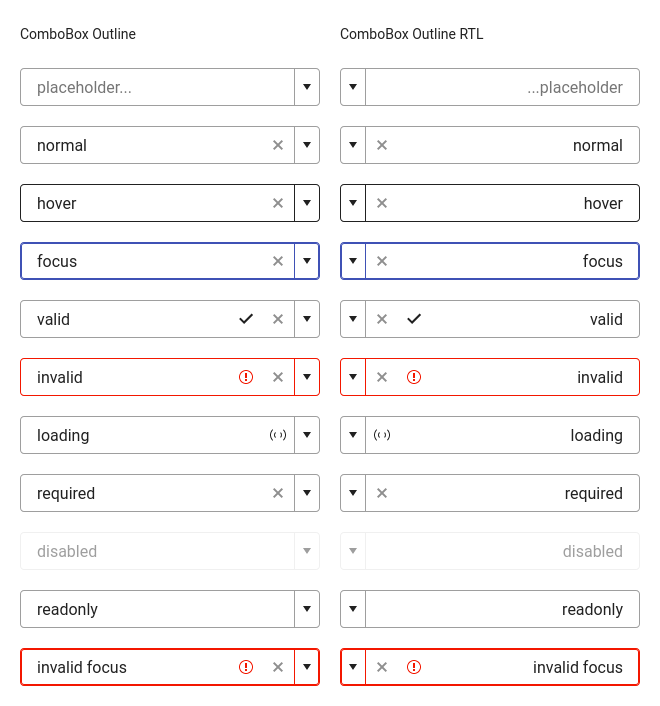 ComboBox Outline
ComboBox Outline RTL
placeholder...
...placeholder
normal
normal
hover
hover
focus
focus
valid
valid
invalid
invalid
loading
loading
required
required
disabled
disabled
readonly
readonly
invalid focus
invalid focus